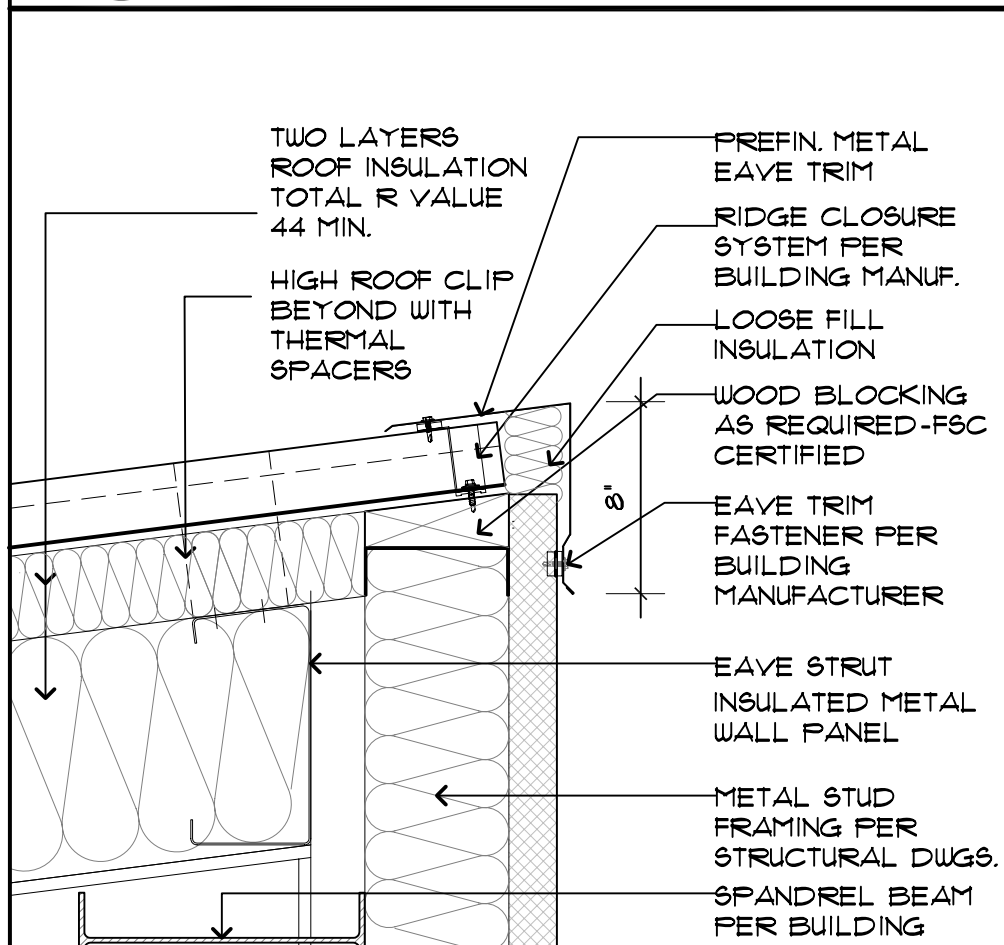 TWO LAYERS
ROOF INSULATION
TOTAL R VALUE
44 MIN.
HIGH ROOF CLIP
BEYOND WITH
THERMAL
SPACERS
PREFIN. METAL
EAVE TRIM
RIDGE CLOSURE
SYSTEM PER
BUILDING MANUF.
LOOSE FILL
INSULATION
WOOD BLOCKING
AS REQUIRED-FSC
CERTIFIED
8"
EAVE TRIM
FASTENER PER
BUILDING
MANUFACTURER
EAVE STRUT
INSULATED METAL
WALL PANEL
METAL STUD
FRAMING PER
STRUCTURAL DWGS.
SPANDREL BEAM
PER BUILDING